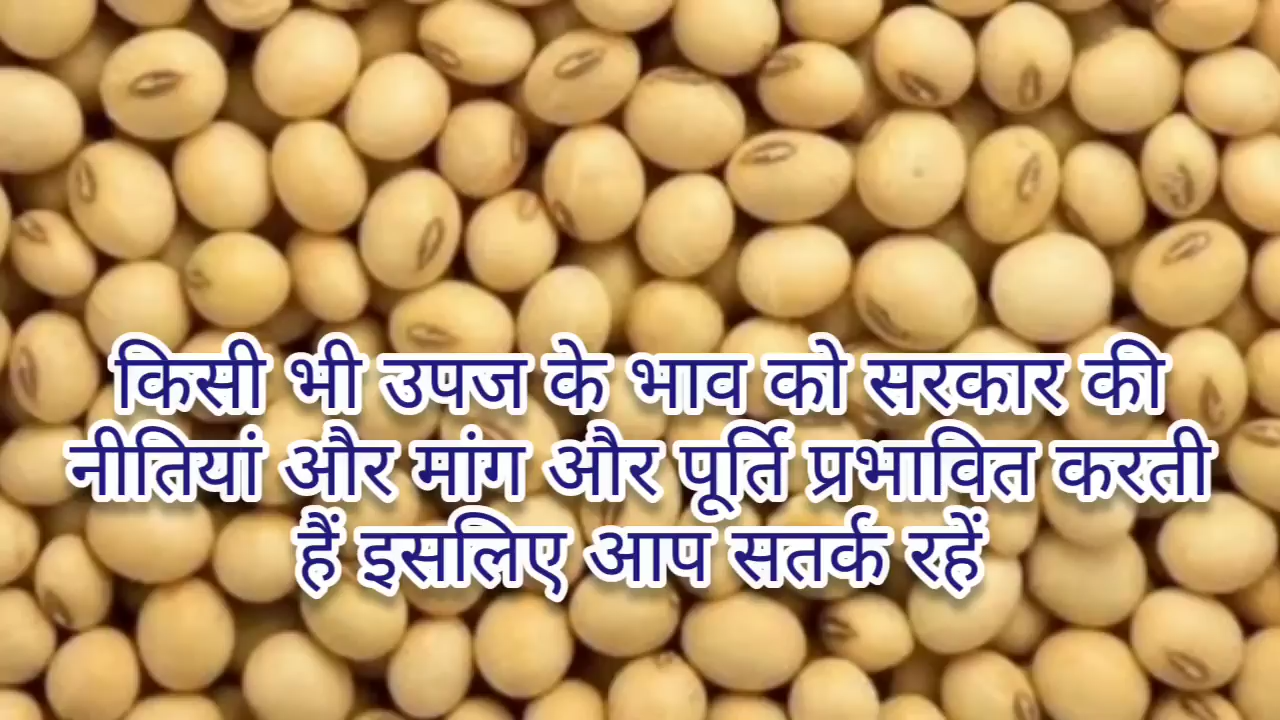 किसी भी उपज के भाव को सरकार की
नीतियां और मांग और पूर्ति प्रभावित करती
हैं इसलिए आप सतर्क रहें